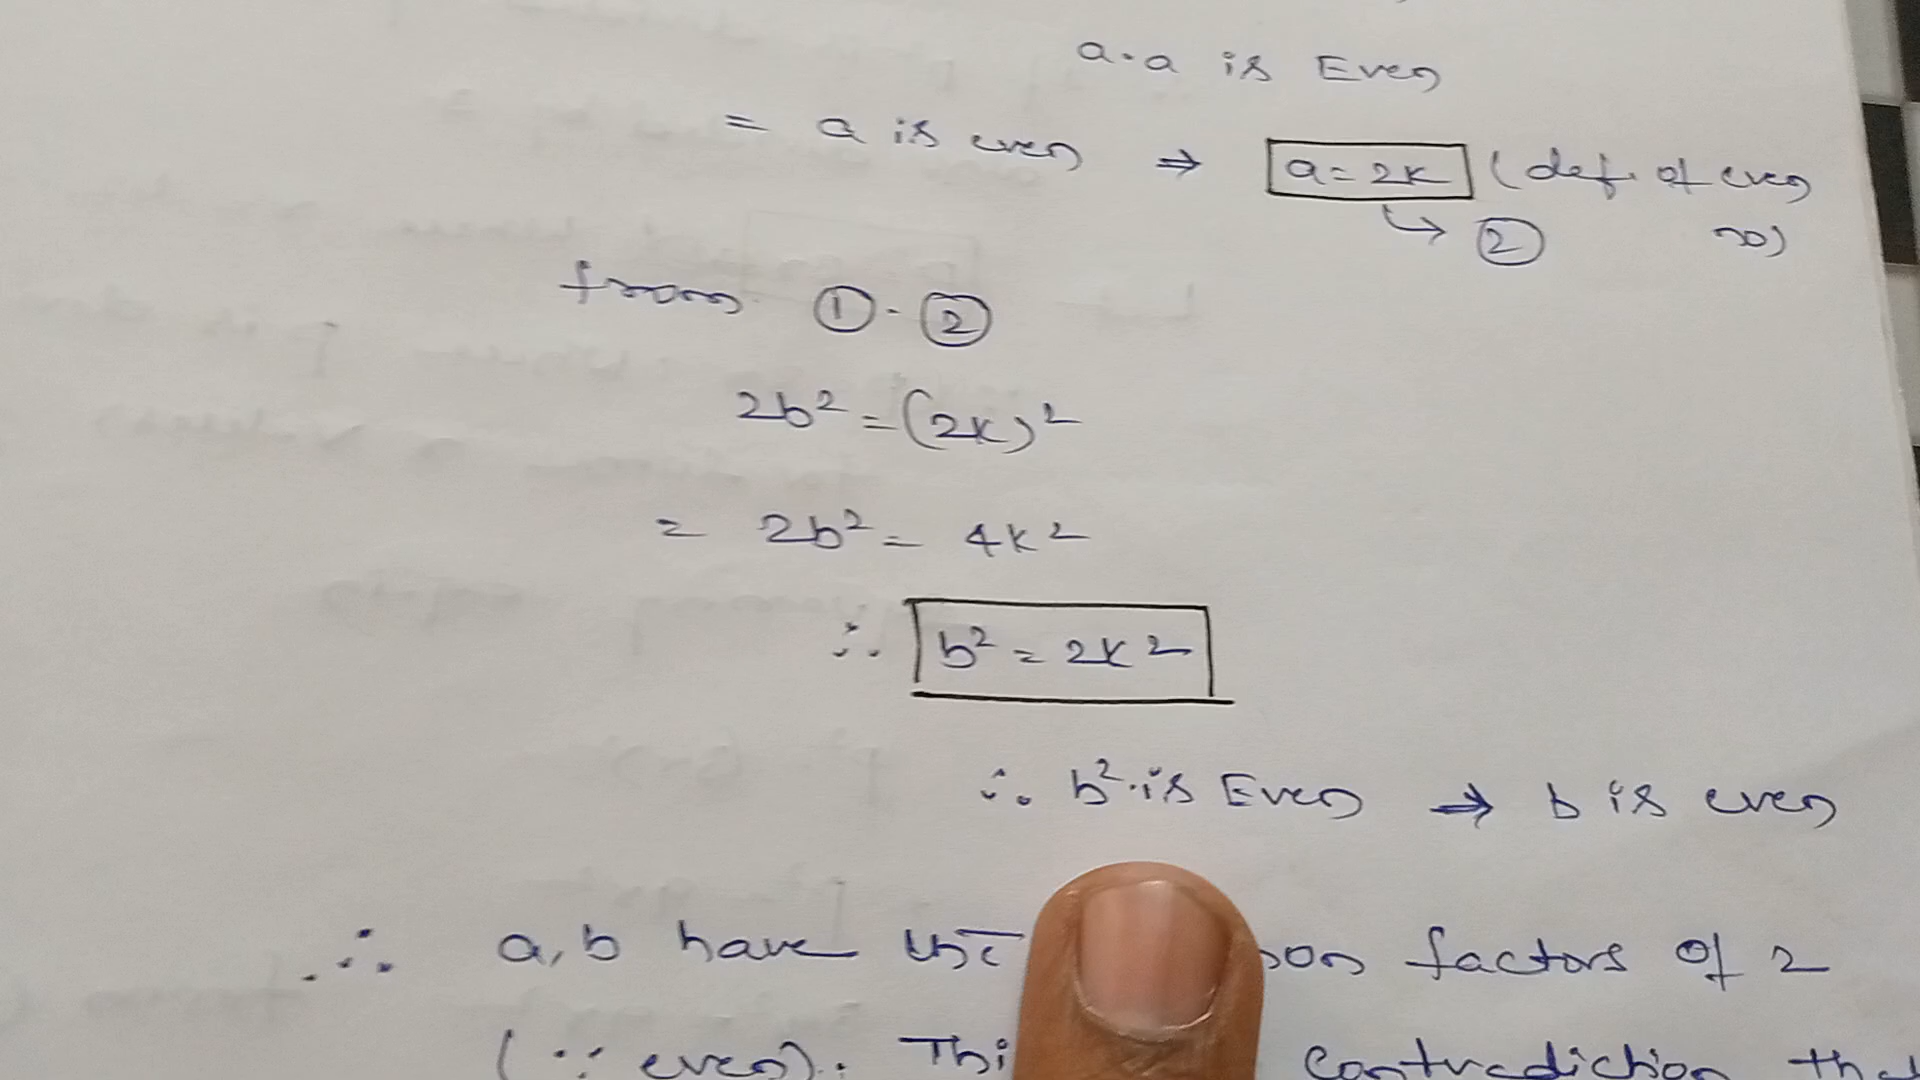 a.a is Even
= a is even ⇒ a = 2k (def. of even no)
↳ ②
from ① . ②
2b² = (2k)²
= 2b² = 4k²
∴ b² = 2k²
∴ b² is Even → b is even
∴ a, b have the factors of 2
(∵ even). contradiction